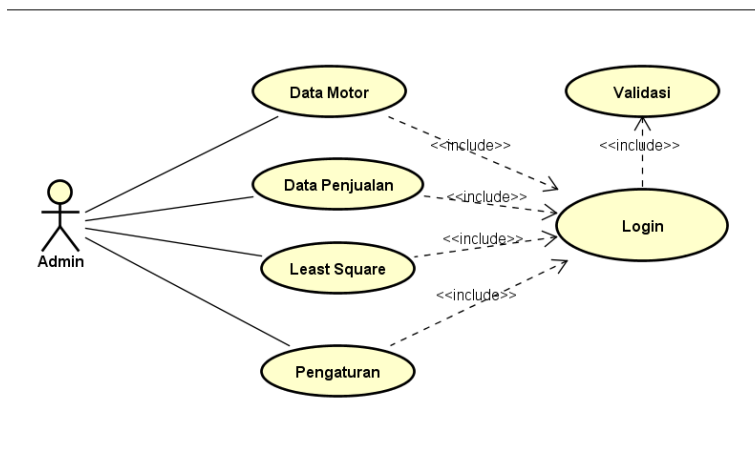 Data Motor
Validasi
<<include>>
<<include>>
Data Penjualan
<<include>>
Login
<<include>>
Admin
Least Square
<<include>>
Pengaturan